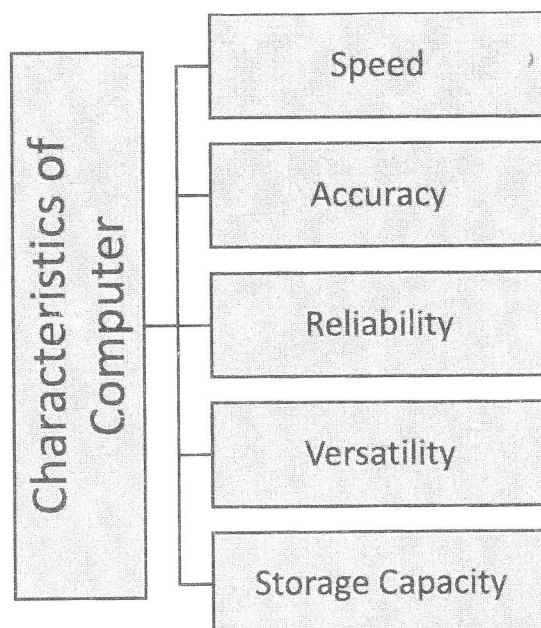 Characteristics of
Computer
Speed
Accuracy
Reliability
Versatility
Storage Capacity